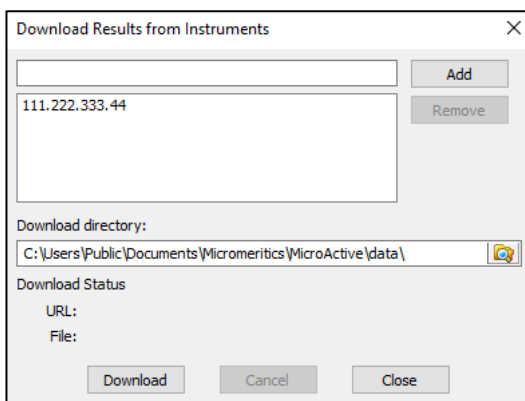 Download Results from Instruments
Add
111.222.333.44
Remove
Download directory:
C:\Users\Public\Documents\Micromeritics\MicroActive\data\
Download Status
URL:
File:
Download Cancel Close